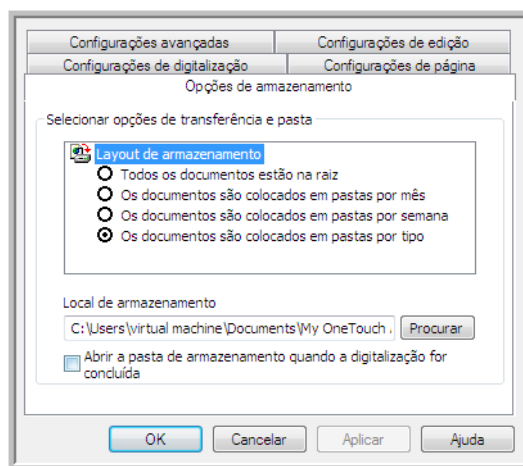 Configurações avançadas Configurações de edição
Configurações de digitalização Configurações de página
Opções de armazenamento
Selecionar opções de transferência e pasta
Layout de armazenamento
Todos os documentos estão na raiz
Os documentos são colocados em pastas por mês
Os documentos são colocados em pastas por semana
Os documentos são colocados em pastas por tipo
Local de armazenamento
C:\Users\virtual machine\Documents\My OneTouch Procurar
Abrir a pasta de armazenamento quando a digitalização for
concluída
OK Cancelar Aplicar Ajuda